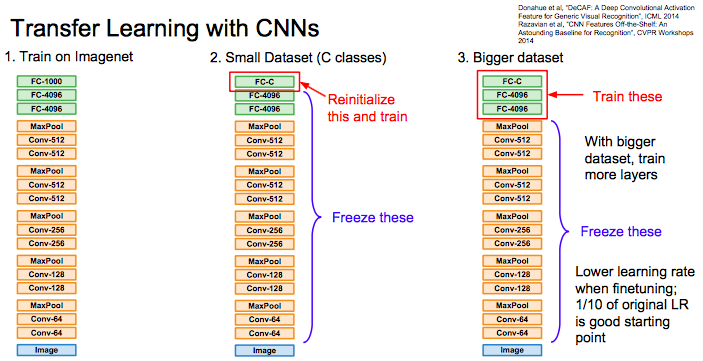 Transfer Learning with CNNs
Donahue et al, "DeCAF: A Deep Convolutional Activation
Feature for Generic Visual Recognition", ICML 2014
Razavian et al, "CNN Features Off-the-Shelf: An
Astounding Baseline for Recognition", CVPR Workshops
2014
1. Train on Imagenet
FC-1000
FC-4096
FC-4096
MaxPool
Conv-512
Conv-512
MaxPool
Conv-512
Conv-512
MaxPool
Conv-256
Conv-256
MaxPool
Conv-128
Conv-128
MaxPool
Conv-64
Conv-64
Image
2. Small Dataset (C classes)
FC-C
FC-4096
FC-4096
MaxPool
Conv-512
Conv-512
MaxPool
Conv-512
Conv-512
MaxPool
Conv-256
Conv-256
MaxPool
Conv-128
Conv-128
MaxPool
Conv-64
Conv-64
Image
Reinitialize
this and train
Freeze these
3. Bigger dataset
FC-C
FC-4096
FC-4096
MaxPool
Conv-512
Conv-512
MaxPool
Conv-512
Conv-512
MaxPool
Conv-256
Conv-256
MaxPool
Conv-128
Conv-128
MaxPool
Conv-64
Conv-64
Image
Train these
With bigger
dataset, train
more layers
Freeze these
Lower learning rate
when finetuning;
1/10 of original LR
is good starting
point